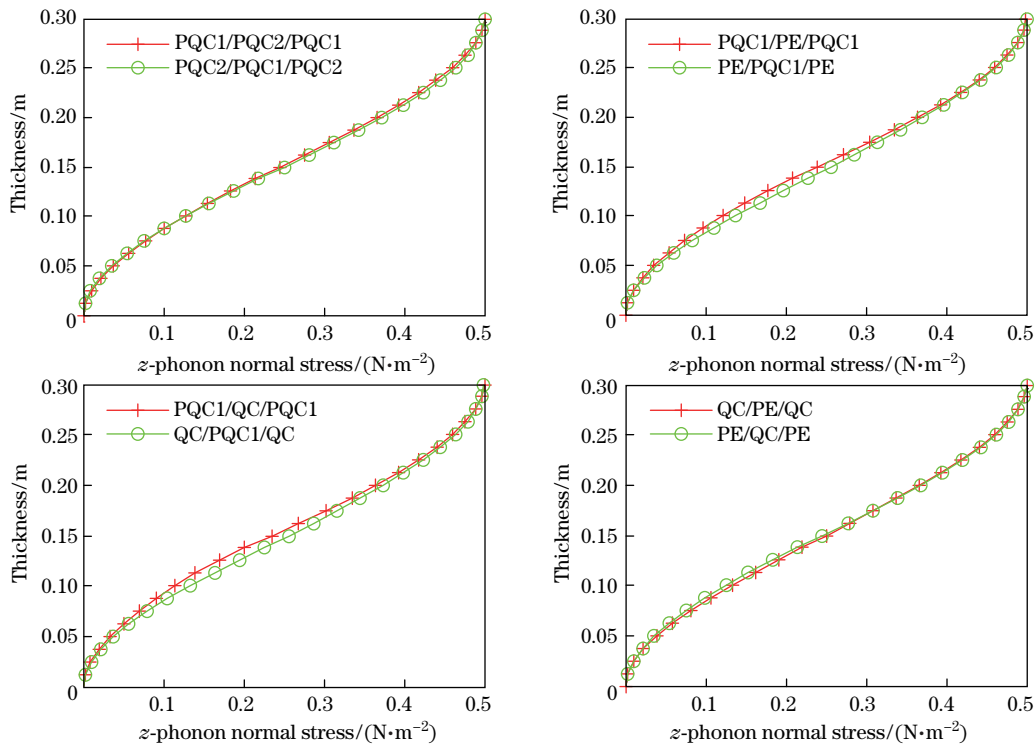 0.30
0.25
0.20
0.15
0.10
0.05
0
Thickness/m
PQC1/PQC2/PQC1
PQC2/PQC1/PQC2
0.1 0.2 0.3 0.4 0.5
z-phonon normal stress/(N·m⁻²)
0.30
0.25
0.20
0.15
0.10
0.05
0
Thickness/m
PQC1/PE/PQC1
PE/PQC1/PE
0.1 0.2 0.3 0.4 0.5
z-phonon normal stress/(N·m⁻²)
0.30
0.25
0.20
0.15
0.10
0.05
0
Thickness/m
PQC1/QC/PQC1
QC/PQC1/QC
0.1 0.2 0.3 0.4 0.5
z-phonon normal stress/(N·m⁻²)
0.30
0.25
0.20
0.15
0.10
0.05
0
Thickness/m
QC/PE/QC
PE/QC/PE
0.1 0.2 0.3 0.4 0.5
z-phonon normal stress/(N·m⁻²)